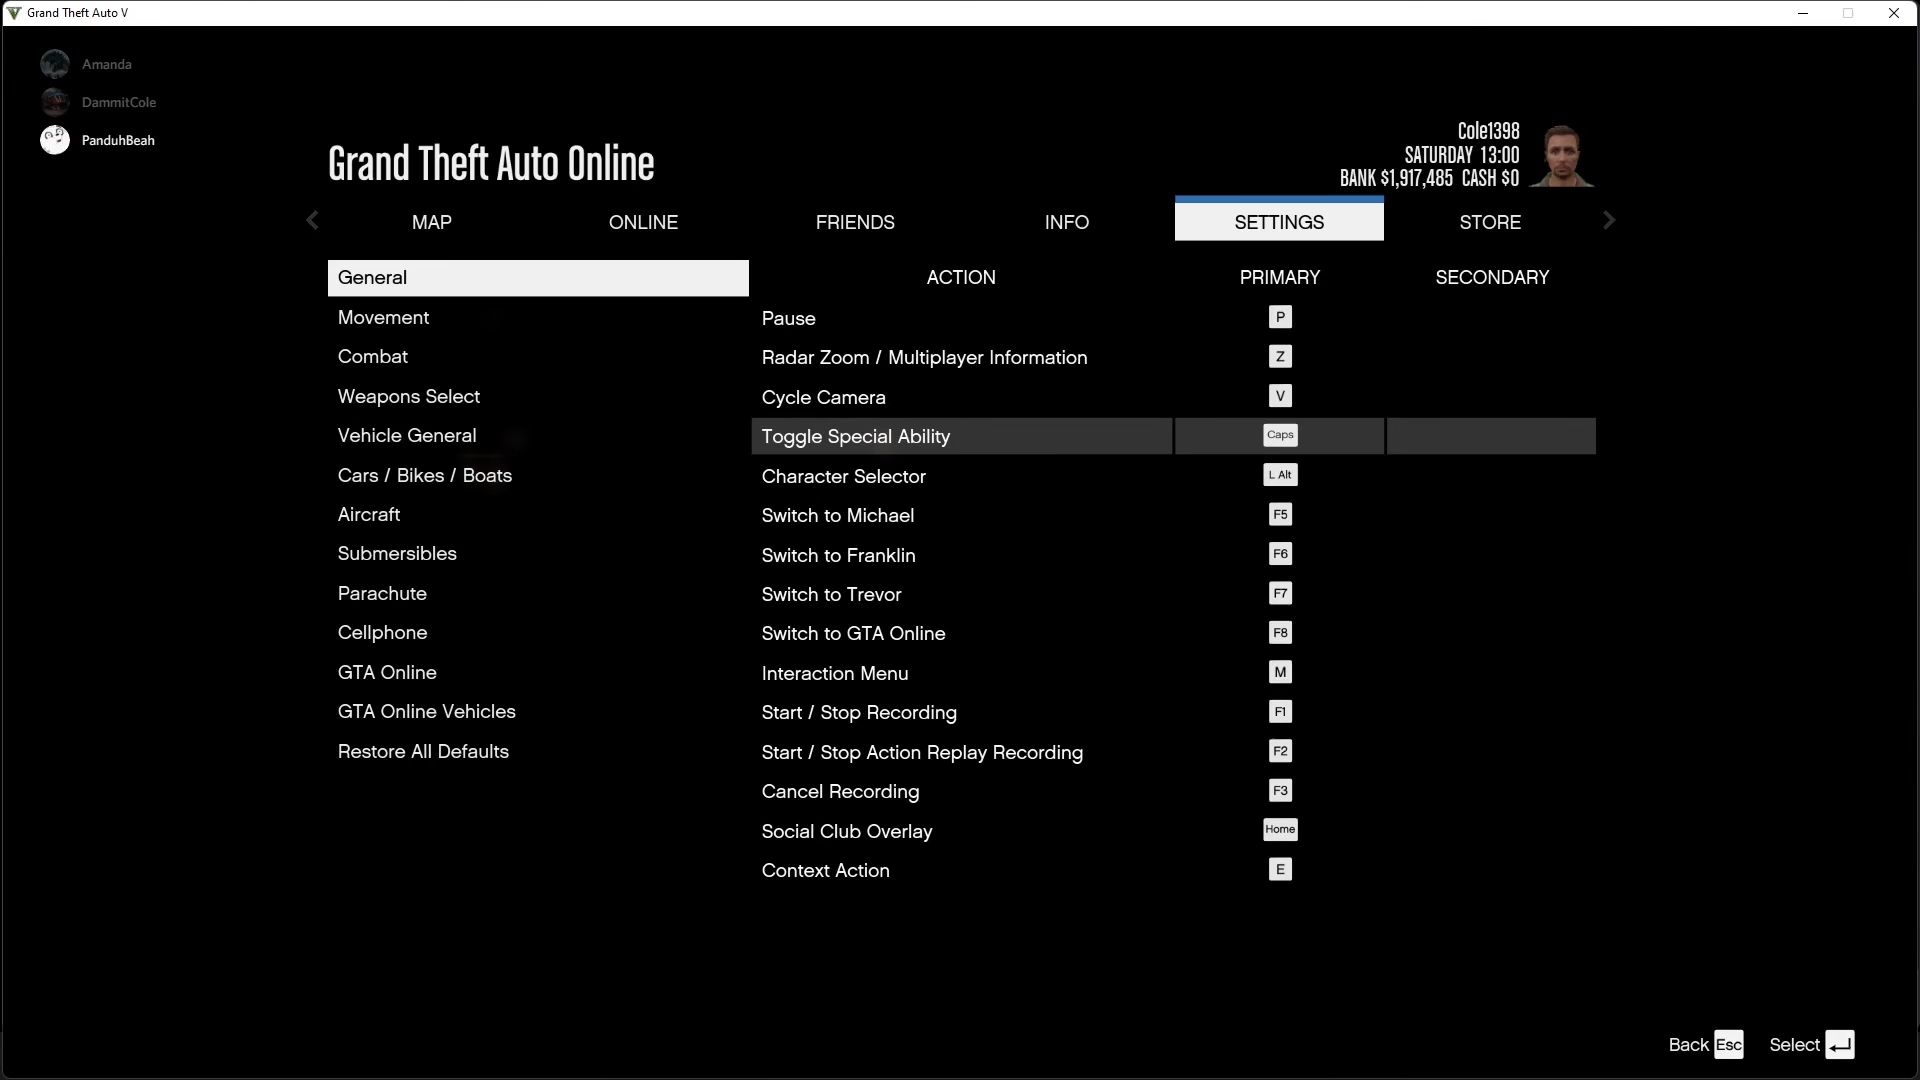 Grand Theft Auto V
Amanda
DammitCole
PanduhBeah
Grand Theft Auto Online
Cole1398
SATURDAY 13:00
BANK $1,917,485 CASH $0
MAP ONLINE FRIENDS INFO SETTINGS STORE
General
Movement
Combat
Weapons Select
Vehicle General
Cars / Bikes / Boats
Aircraft
Submersibles
Parachute
Cellphone
GTA Online
GTA Online Vehicles
Restore All Defaults
ACTION PRIMARY SECONDARY
Pause P
Radar Zoom / Multiplayer Information Z
Cycle Camera V
Toggle Special Ability Caps
Character Selector L Alt
Switch to Michael F5
Switch to Franklin F6
Switch to Trevor F7
Switch to GTA Online F8
Interaction Menu M
Start / Stop Recording F1
Start / Stop Action Replay Recording F2
Cancel Recording F3
Social Club Overlay Home
Context Action E
Back Esc Select